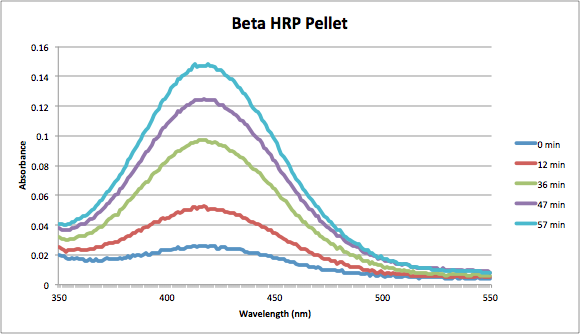 Beta HRP Pellet
0.16
0.14
0.12
0.1
0.08
0.06
0.04
0.02
0
Absorbance
350
400
450
500
550
Wavelength (nm)
0 min
12 min
36 min
47 min
57 min